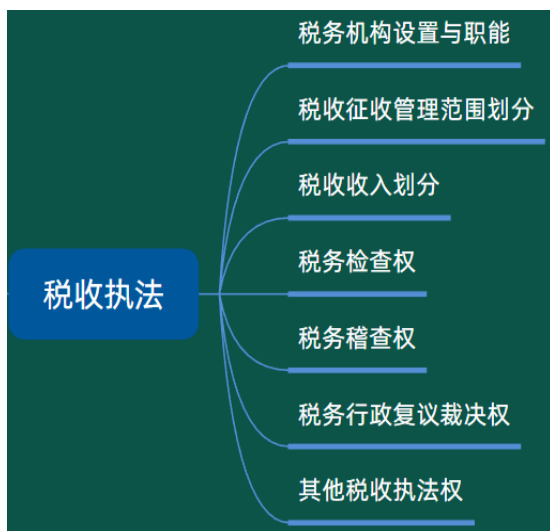 税务机构设置与职能
税收征收管理范围划分
税收收入划分
税务检查权
税收执法
税务稽查权
税务行政复议裁决权
其他税收执法权